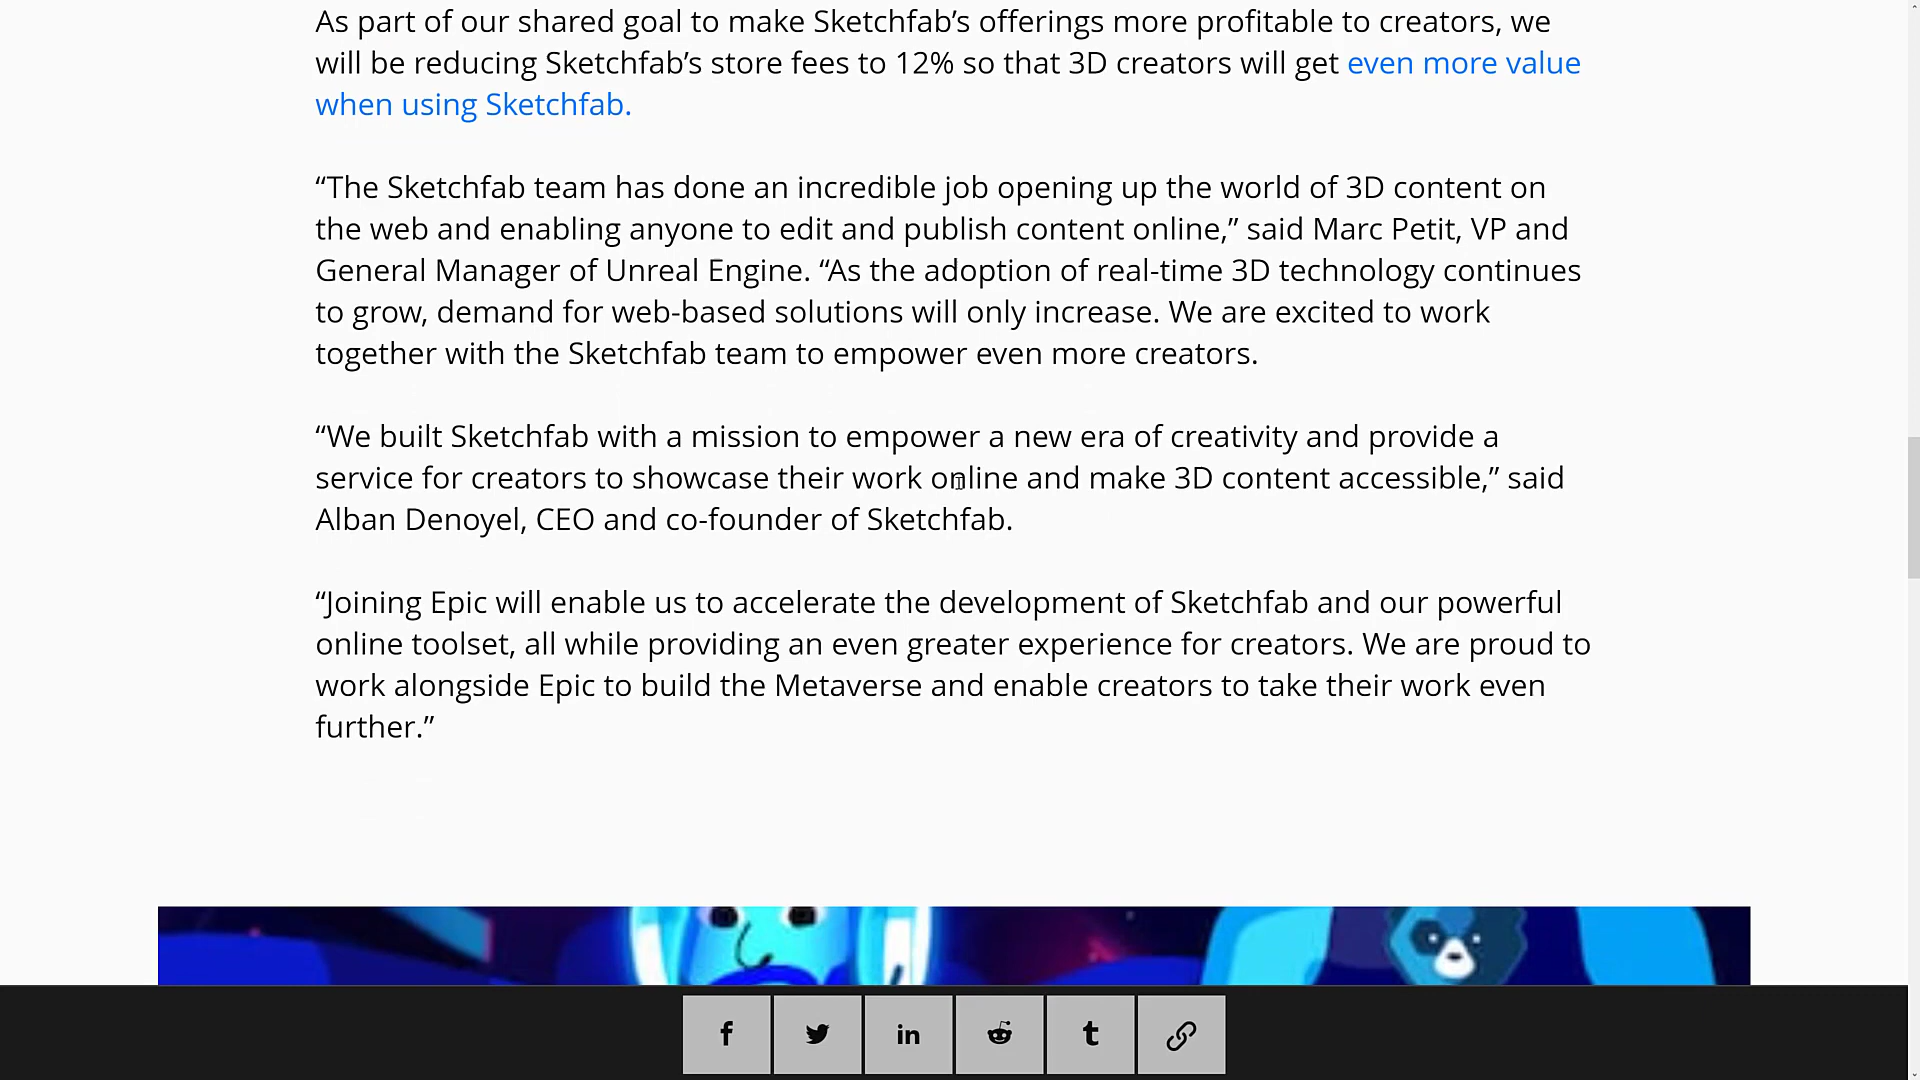 As part of our shared goal to make Sketchfab’s offerings more profitable to creators, we
will be reducing Sketchfab’s store fees to 12% so that 3D creators will get even more value
when using Sketchfab.
“The Sketchfab team has done an incredible job opening up the world of 3D content on
the web and enabling anyone to edit and publish content online,” said Marc Petit, VP and
General Manager of Unreal Engine. “As the adoption of real-time 3D technology continues
to grow, demand for web-based solutions will only increase. We are excited to work
together with the Sketchfab team to empower even more creators.
“We built Sketchfab with a mission to empower a new era of creativity and provide a
service for creators to showcase their work online and make 3D content accessible,” said
Alban Denoyel, CEO and co-founder of Sketchfab.
“Joining Epic will enable us to accelerate the development of Sketchfab and our powerful
online toolset, all while providing an even greater experience for creators. We are proud to
work alongside Epic to build the Metaverse and enable creators to take their work even
further.”